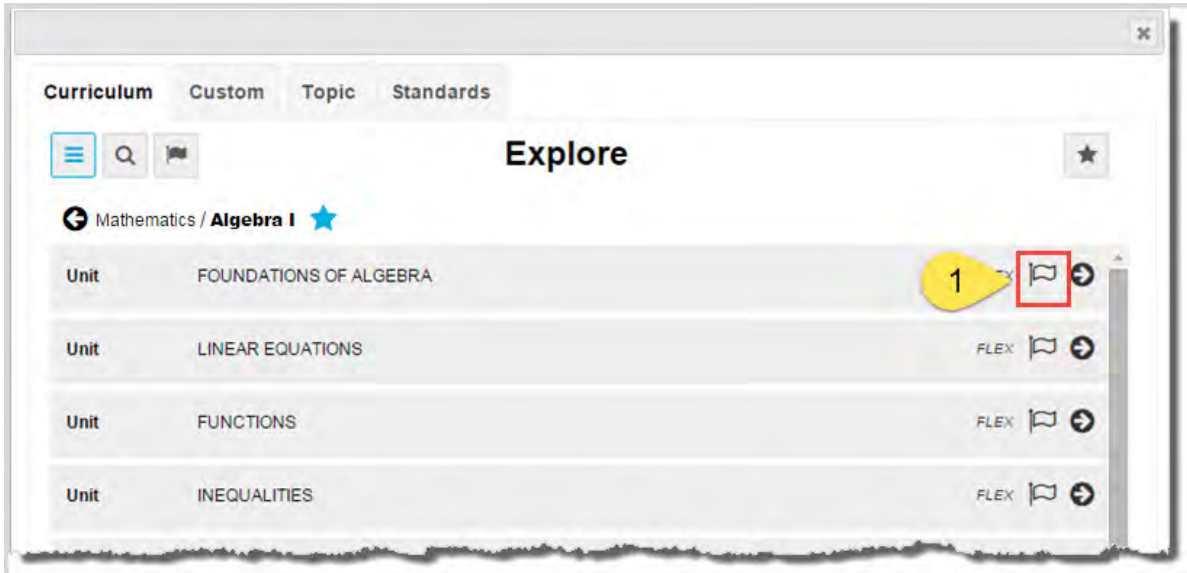 Curriculum Custom Topic Standards
Explore
Mathematics / Algebra I
Unit FOUNDATIONS OF ALGEBRA 1 EX
Unit LINEAR EQUATIONS FLEX
Unit FUNCTIONS FLEX
Unit INEQUALITIES FLEX